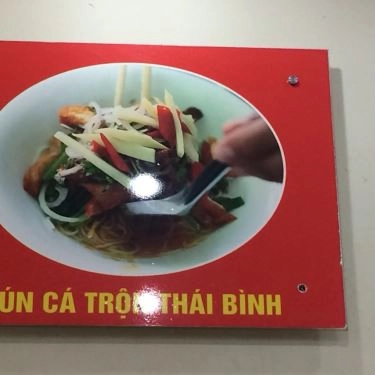 ÚN CÁ TRỘN THÁI BÌNH